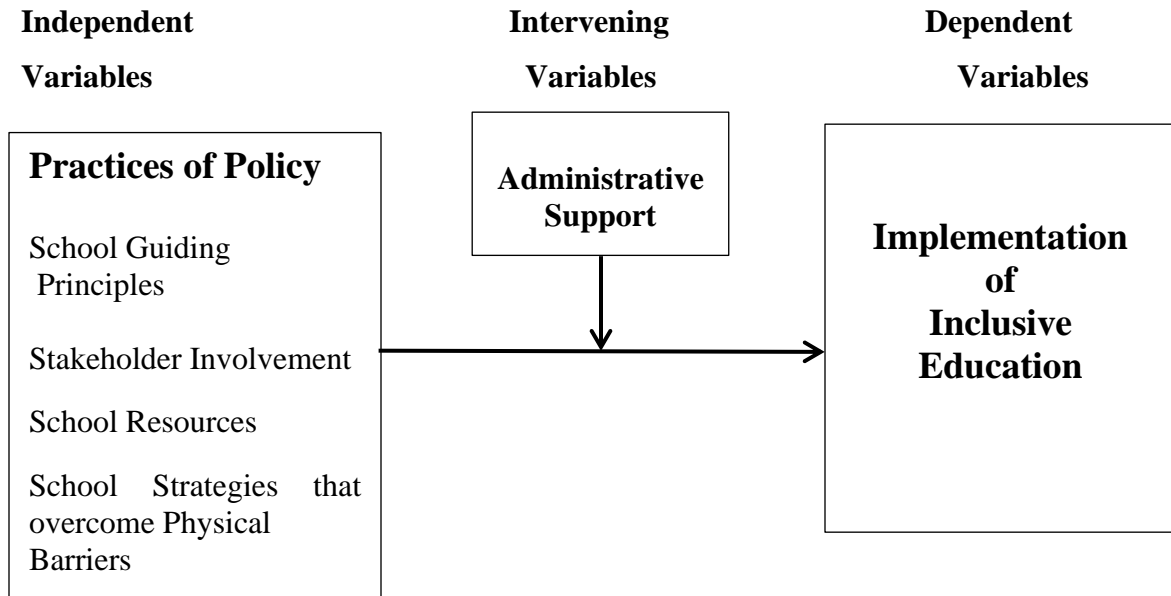 Independent
Variables
Intervening
Variables
Dependent
Variables
Practices of Policy
School Guiding
Principles
Stakeholder Involvement
School Resources
School Strategies that
overcome Physical
Barriers
Administrative
Support
Implementation
of
Inclusive
Education